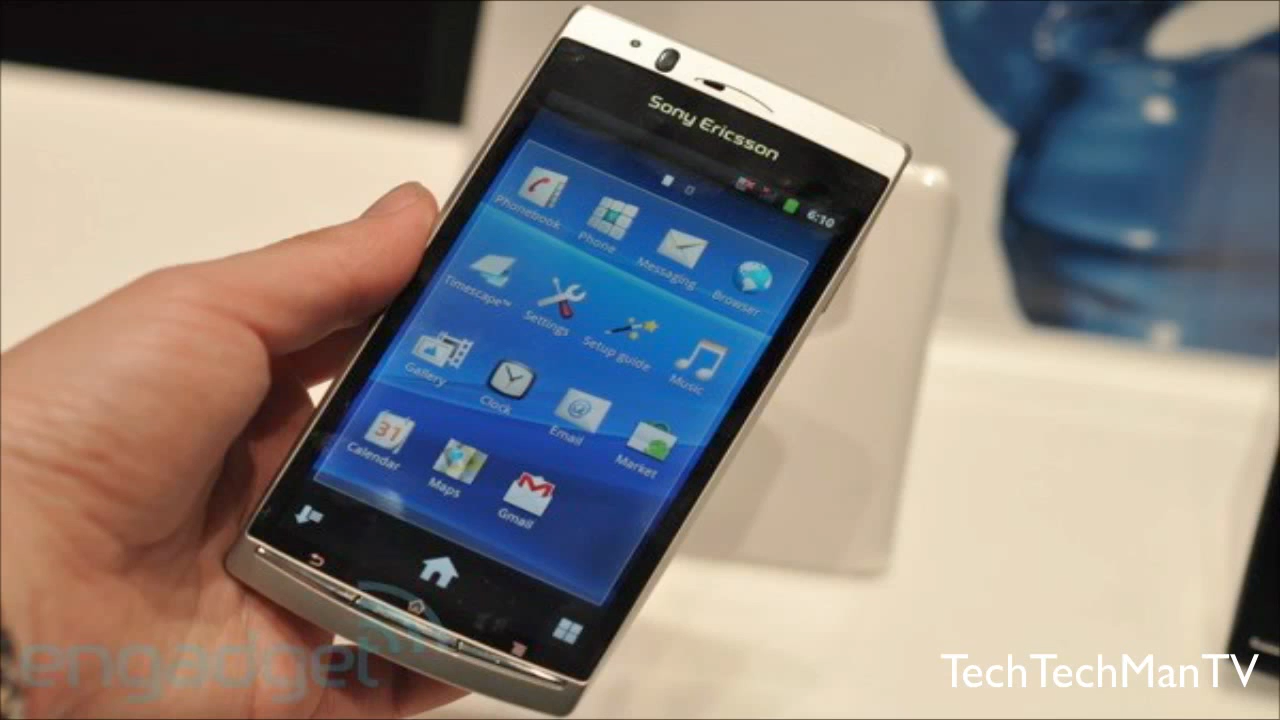 Sony Ericsson
6:10
Phonebook
Phone
Messaging
Browser
Timescape™
Settings
Setup guide
Music
Gallery
Clock
Email
Market
31
Calendar
Maps
Gmail
engadget
TechTechManTV